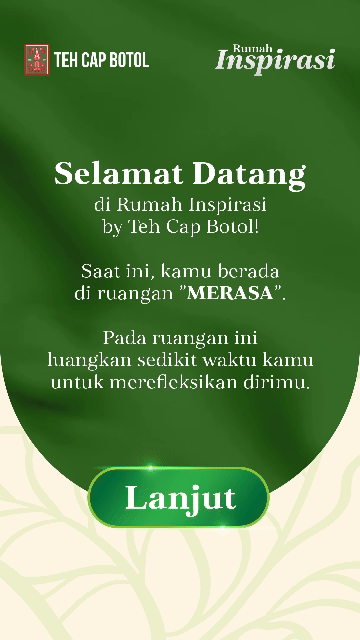 TEH CAP BOTOL
Rumah
Inspirasi
Selamat Datang
di Rumah Inspirasi
by Teh Cap Botol!
Saat ini, kamu berada
di ruangan "MERASA".
Pada ruangan ini
luangkan sedikit waktu kamu
untuk merefleksikan dirimu.
Lanjut